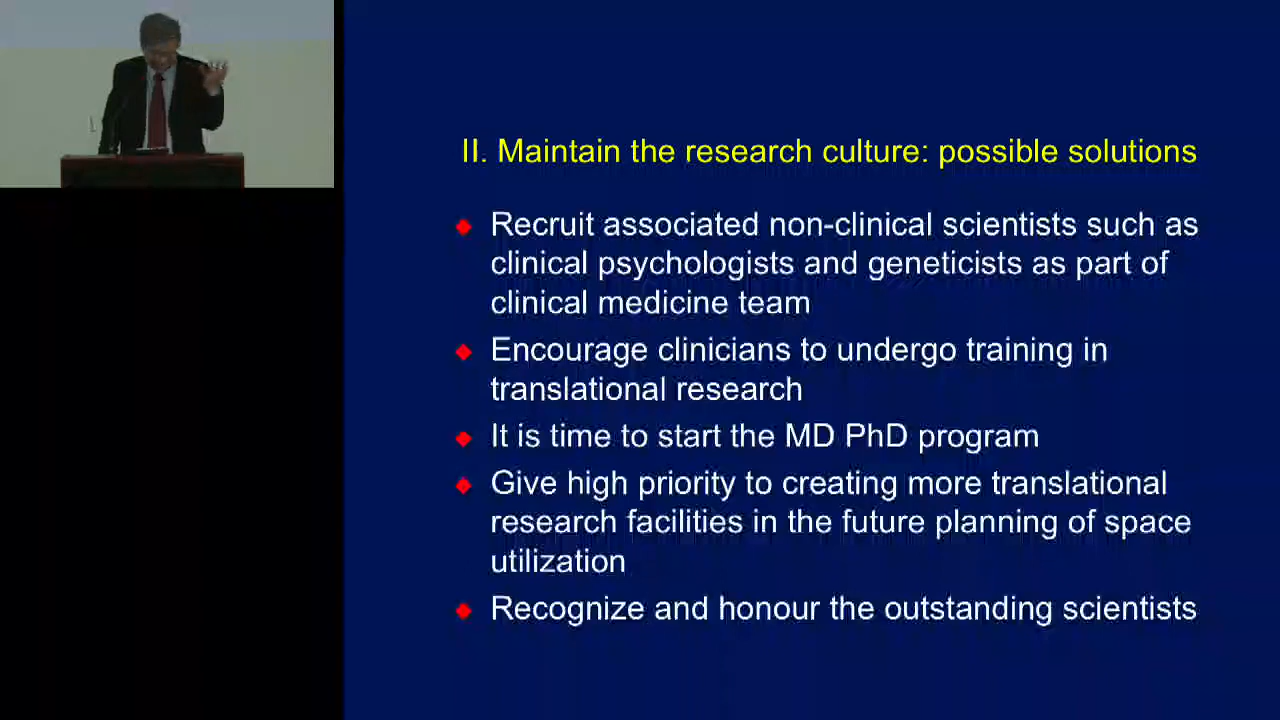 II. Maintain the research culture: possible solutions
Recruit associated non-clinical scientists such as
clinical psychologists and geneticists as part of
clinical medicine team
Encourage clinicians to undergo training in
translational research
It is time to start the MD PhD program
Give high priority to creating more translational
research facilities in the future planning of space
utilization
Recognize and honour the outstanding scientists